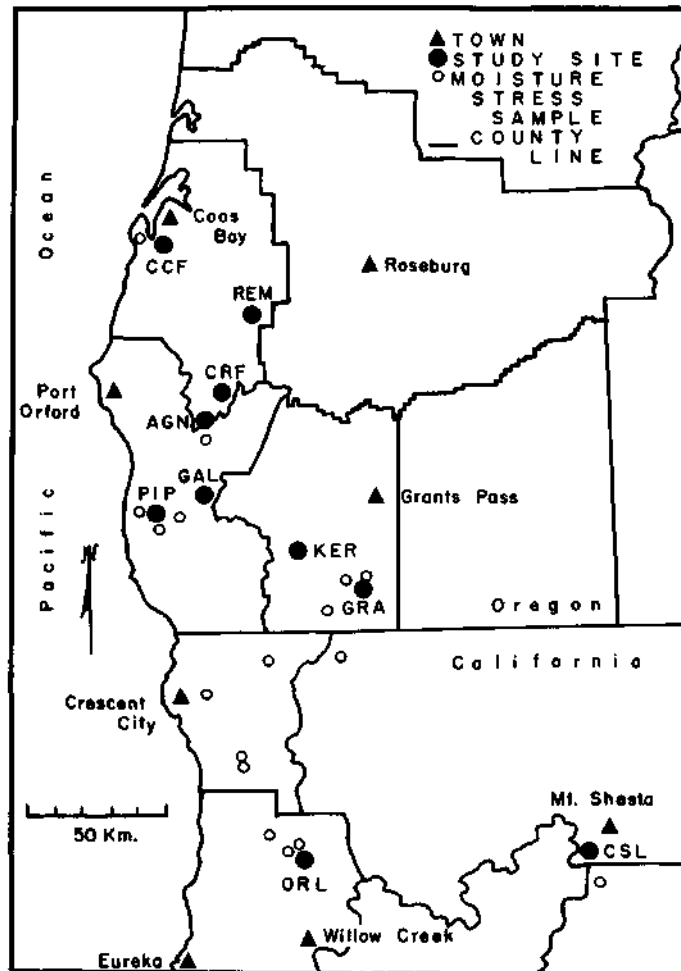 TOWN
STUDY SITE
MOISTURE
STRESS
SAMPLE
COUNTY
LINE
Ocean
Coos
Bay
CCF
Roseburg
REM
CRF
Port
Orford
AGN
GAL
PIP
Grants Pass
Pacific
N
KER
GRA
Oregon
California
Crescent
City
50 Km.
Mt. Shasta
CSL
ORL
Willow Creek
Eureka